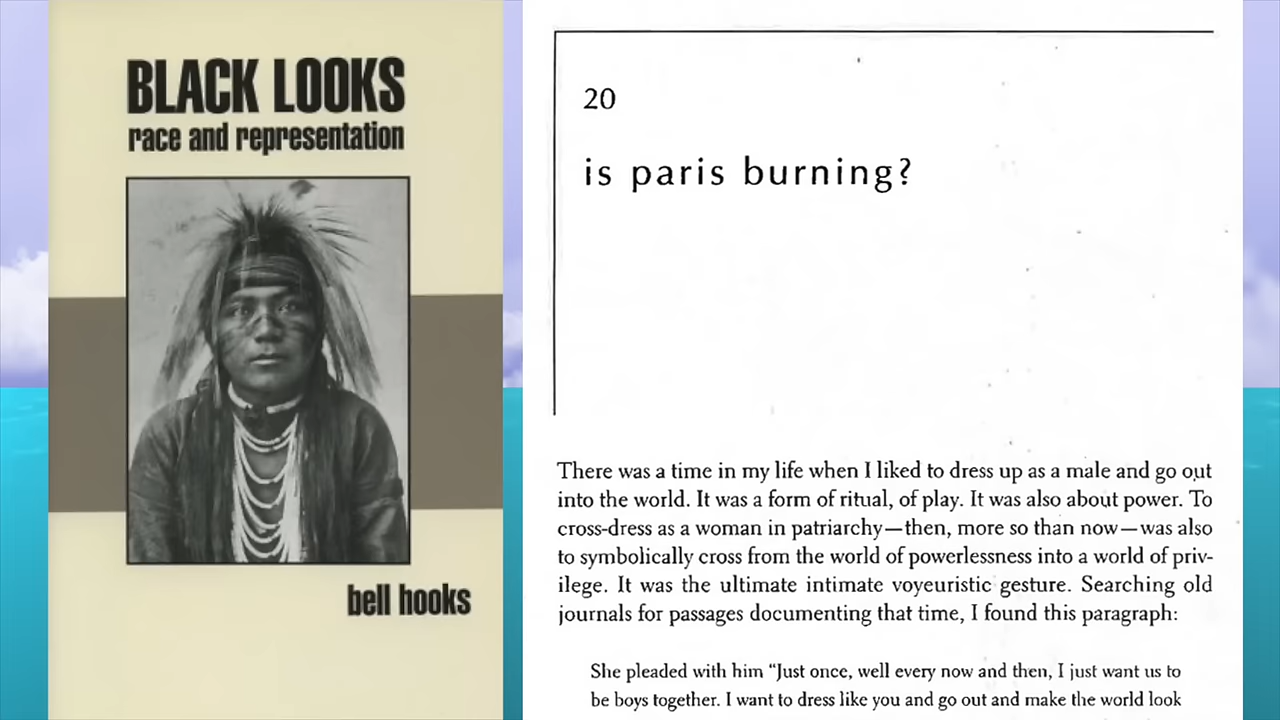 BLACK LOOKS
race and representation
bell hooks
20
is paris burning?
There was a time in my life when I liked to dress up as a male and go out
into the world. It was a form of ritual, of play. It was also about power. To
cross-dress as a woman in patriarchy—then, more so than now—was also
to symbolically cross from the world of powerlessness into a world of priv-
ilege. It was the ultimate intimate voyeuristic gesture. Searching old
journals for passages documenting that time, I found this paragraph:
She pleaded with him “Just once, well every now and then, I just want us to
be boys together. I want to dress like you and go out and make the world look